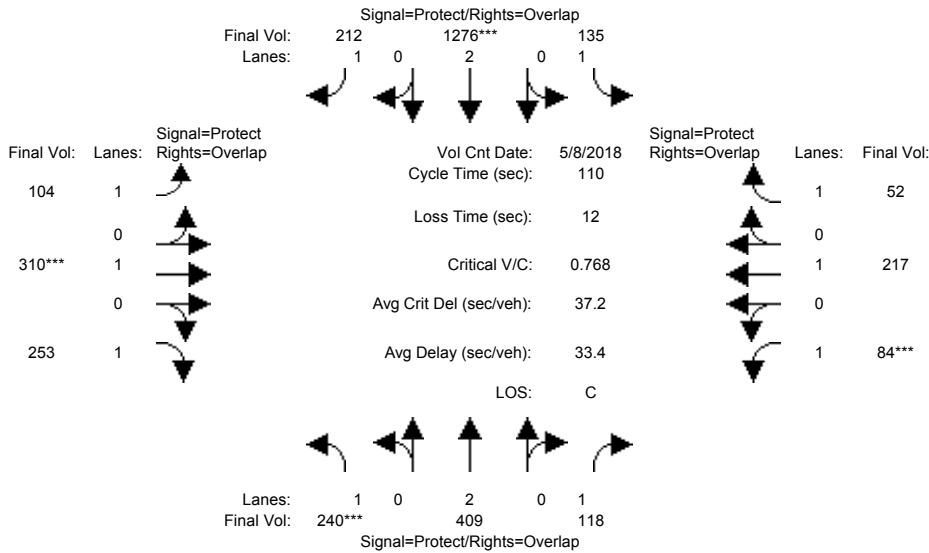 Signal=Protect/Rights=Overlap
Final Vol: 212 1276*** 135
Lanes: 1 0 2 0 1
Signal=Protect
Final Vol: Lanes: Rights=Overlap
Vol Cnt Date: 5/8/2018
Signal=Protect
Rights=Overlap Lanes: Final Vol:
Cycle Time (sec): 110
104 1
1 52
Loss Time (sec): 12
0
0
310*** 1
Critical V/C: 0.768
1 217
0
Avg Crit Del (sec/veh): 37.2
0
253 1
Avg Delay (sec/veh): 33.4
1 84***
LOS: C
Lanes: 1 0 2 0 1
Final Vol: 240*** 409 118
Signal=Protect/Rights=Overlap